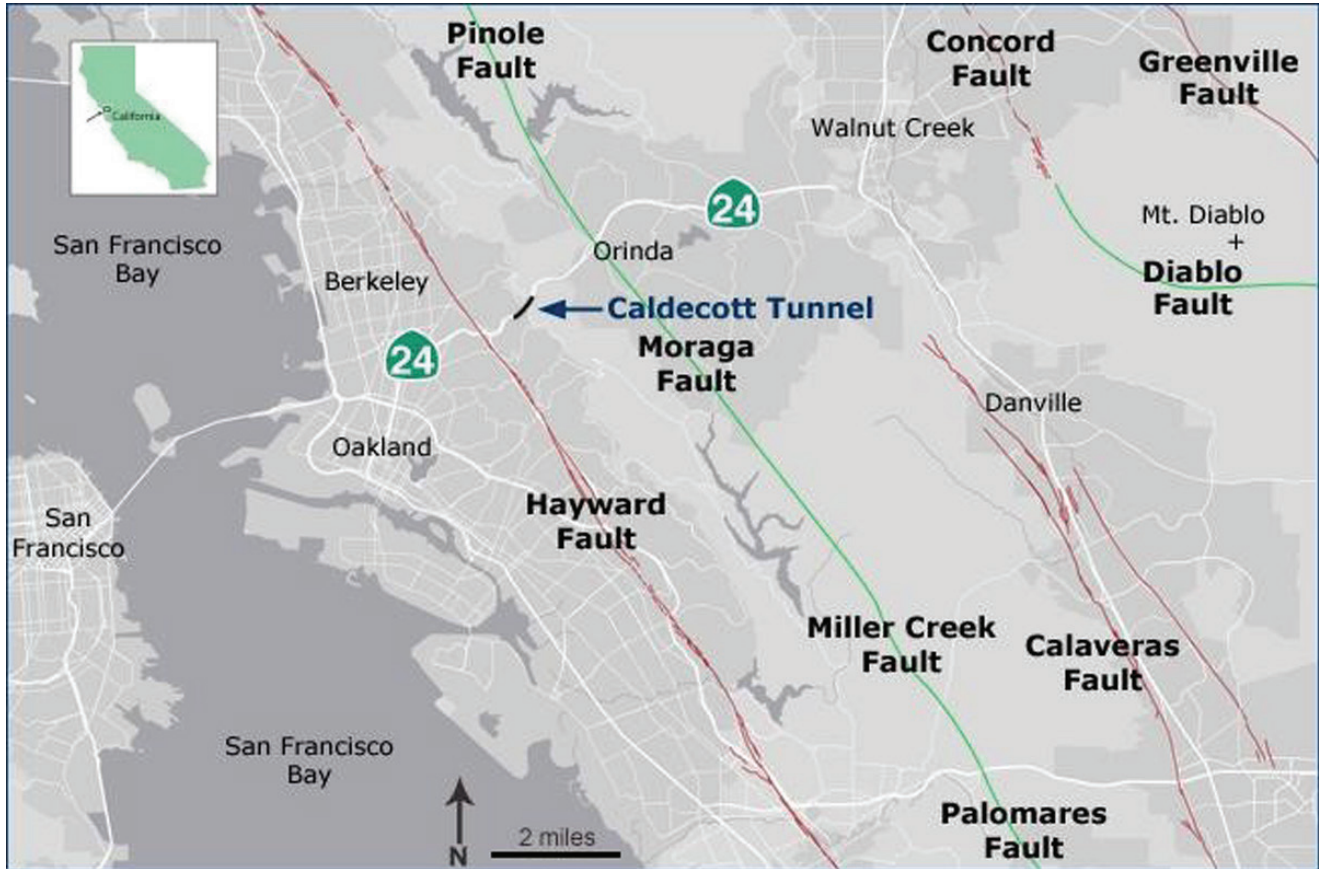 Pinole
Fault
Concord
Fault
Greenville
Fault
California
Walnut Creek
24
Mt. Diablo
+
Diablo
Fault
San Francisco
Bay
Berkeley
Orinda
Caldecott Tunnel
24
Moraga
Fault
Danville
Oakland
Hayward
Fault
San
Francisco
Miller Creek
Fault
Calaveras
Fault
San Francisco
Bay
Palomares
Fault
N
2 miles